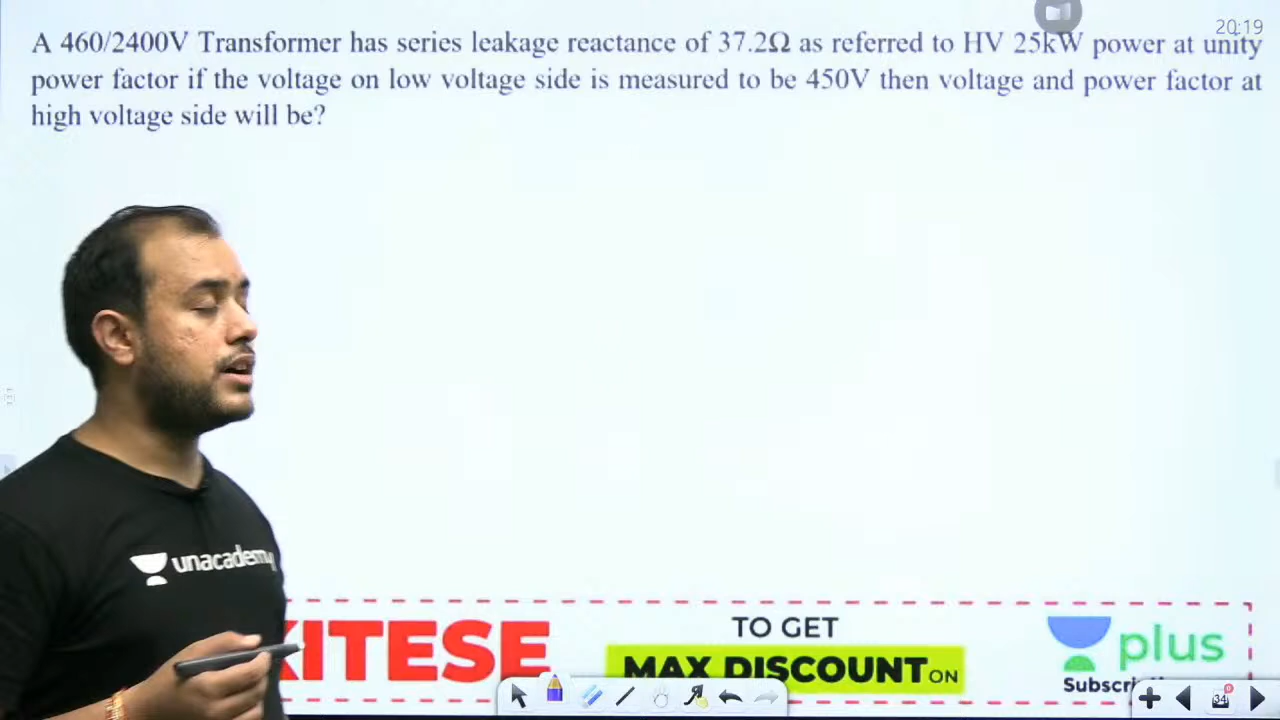 20:19
A 460/2400V Transformer has series leakage reactance of 37.2Ω as referred to HV 25kW power at unity
power factor if the voltage on low voltage side is measured to be 450V then voltage and power factor at
high voltage side will be?
unacademy
KITESE
TO GET
MAX DISCOUNT ON
plus
34